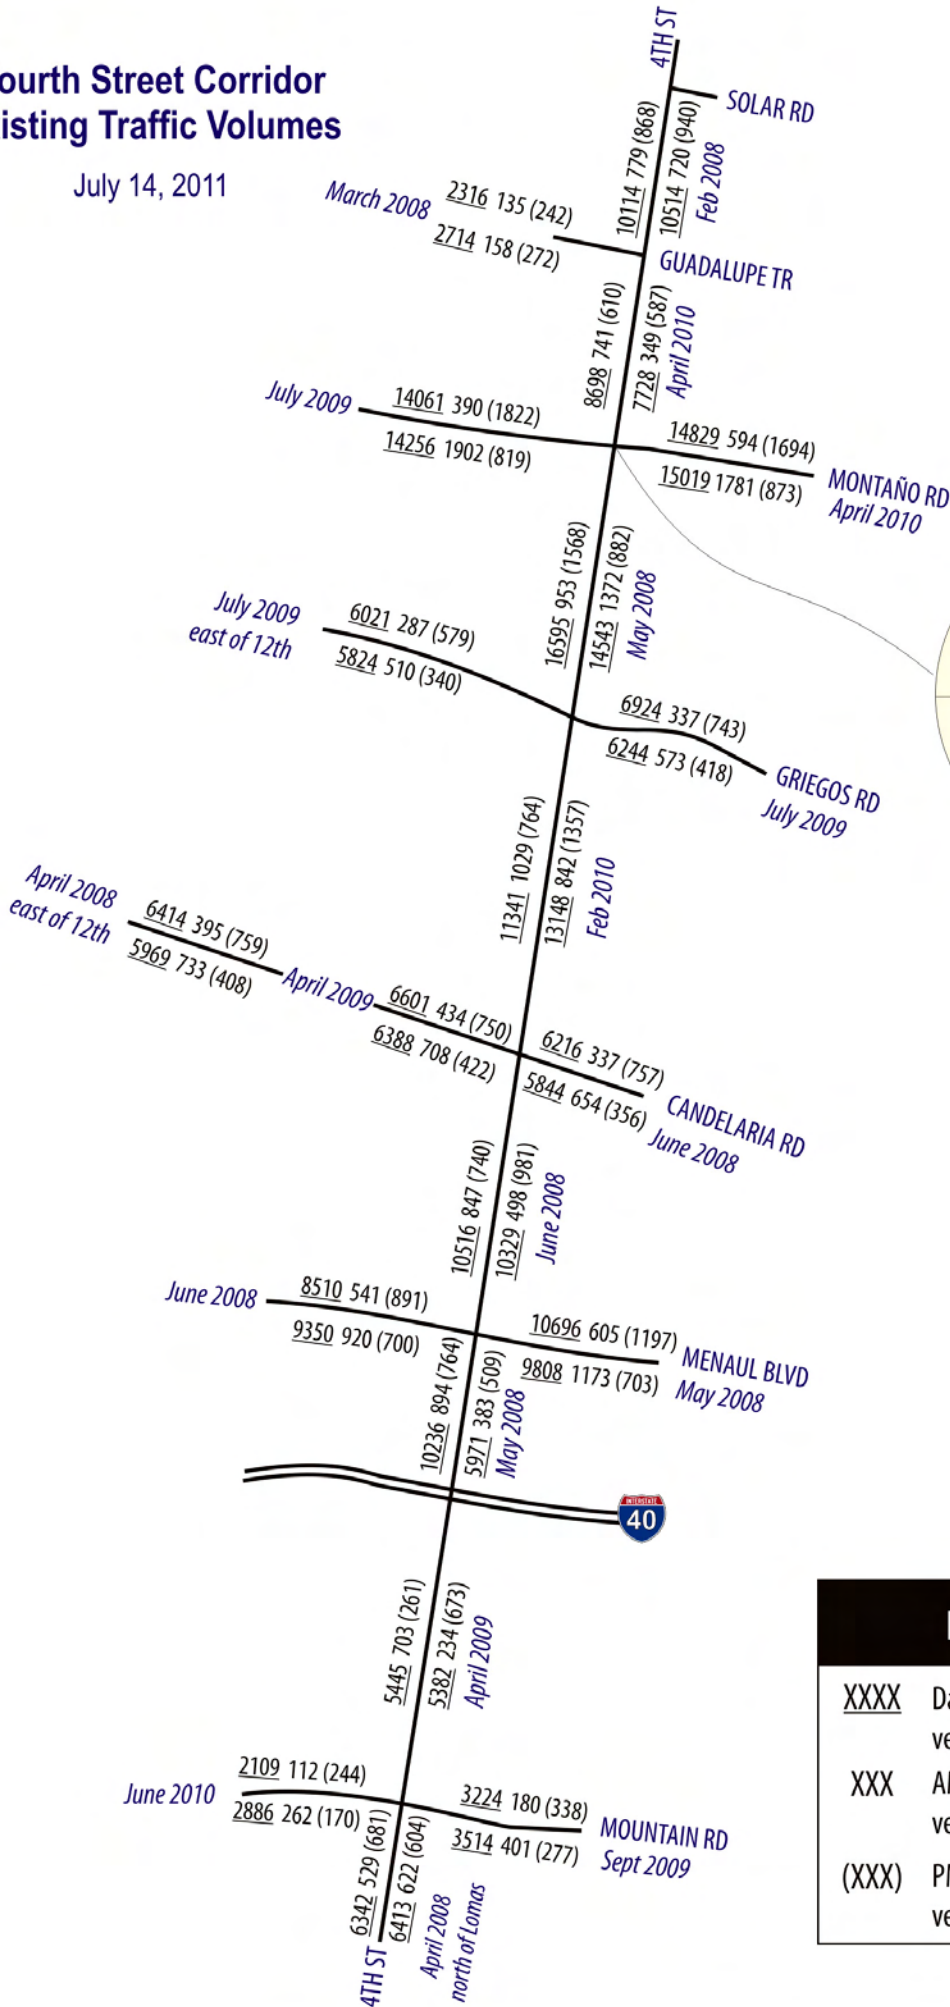 ourth Street Corridor
isting Traffic Volumes
July 14, 2011
4TH ST
SOLAR RD
10114 779 (868)
10514 720 (940)
Feb 2008
March 2008
2316 135 (242)
2714 158 (272)
GUADALUPE TR
8698 741 (610)
7728 349 (587)
April 2010
July 2009
14061 390 (1822)
14256 1902 (819)
14829 594 (1694)
15019 1781 (873)
MONTAÑO RD
April 2010
16595 953 (1568)
14543 1372 (882)
May 2008
July 2009
east of 12th
6021 287 (579)
5824 510 (340)
6924 337 (743)
6244 573 (418)
GRIEGOS RD
July 2009
11341 1029 (764)
13148 842 (1357)
Feb 2010
April 2008
east of 12th
6414 395 (759)
5969 733 (408)
April 2009
6601 434 (750)
6388 708 (422)
6216 337 (757)
5844 654 (356)
CANDELARIA RD
June 2008
10516 847 (740)
10329 498 (981)
June 2008
June 2008
8510 541 (891)
9350 920 (700)
10696 605 (1197)
9808 1173 (703)
MENAUL BLVD
May 2008
10236 894 (764)
5971 383 (509)
May 2008
INTERSTATE
40
5445 703 (261)
5382 234 (673)
April 2009
June 2010
2109 112 (244)
2886 262 (170)
3224 180 (338)
3514 401 (277)
MOUNTAIN RD
Sept 2009
6342 529 (681)
6413 622 (604)
April 2008
north of Lomas
4TH ST
XXXX Da
ve
XXX AM
ve
(XXX) PM
ve